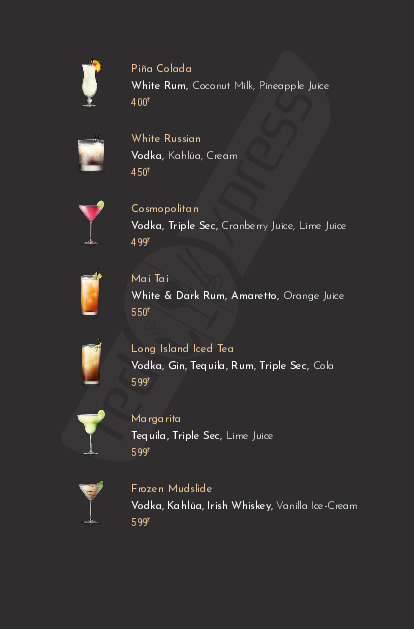 Piña Colada
White Rum, Coconut Milk, Pineapple Juice
400₹
White Russian
Vodka, Kahlúa, Cream
450₹
Cosmopolitan
Vodka, Triple Sec, Cranberry Juice, Lime Juice
499₹
Mai Tai
White & Dark Rum, Amaretto, Orange Juice
550₹
Long Island Iced Tea
Vodka, Gin, Tequila, Rum, Triple Sec, Cola
599₹
Margarita
Tequila, Triple Sec, Lime Juice
599₹
Frozen Mudslide
Vodka, Kahlúa, Irish Whiskey, Vanilla Ice-Cream
599₹